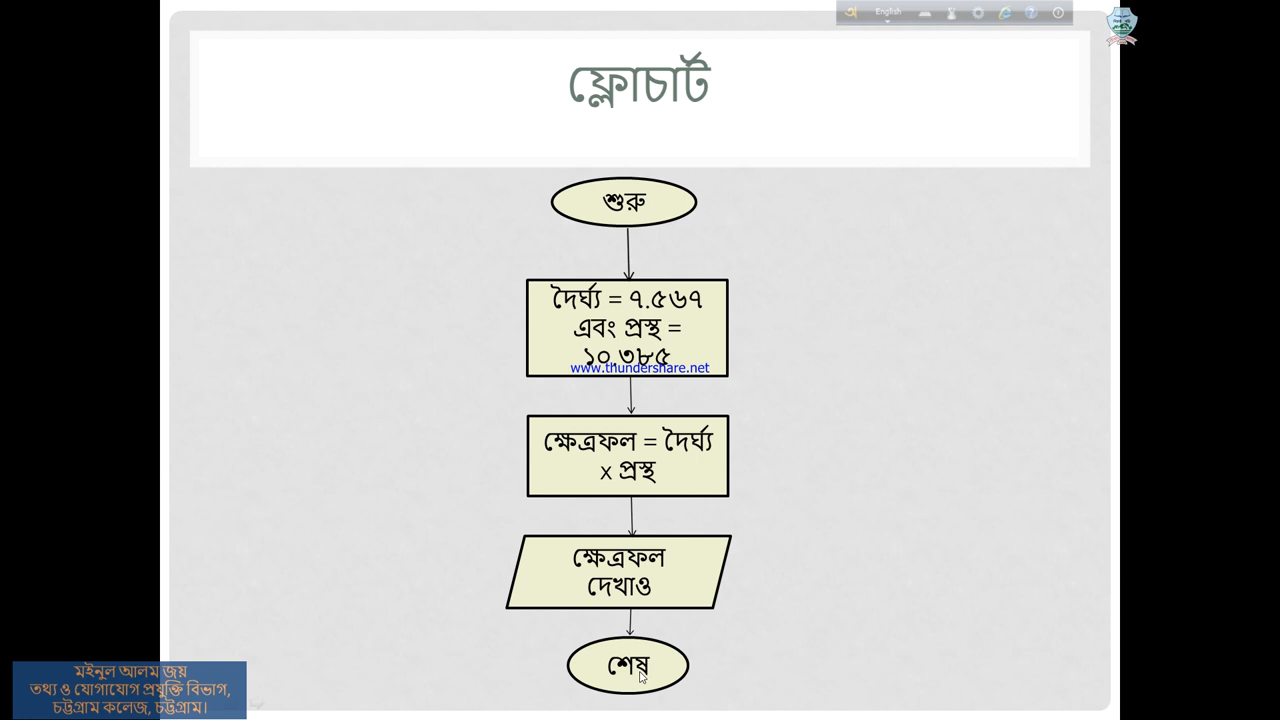 English
ফ্লোচার্ট
শুরু
দৈর্ঘ্য = ৭.৫৬৭
এবং প্রস্থ =
১০.৩৮৫
www.thundershare.net
ক্ষেত্রফল = দৈর্ঘ্য
x প্রস্থ
ক্ষেত্রফল
দেখাও
শেষ
মইনুল আলম জয়
তথ্য ও যোগাযোগ প্রযুক্তি বিভাগ,
চট্টগ্রাম কলেজ, চট্টগ্রাম।